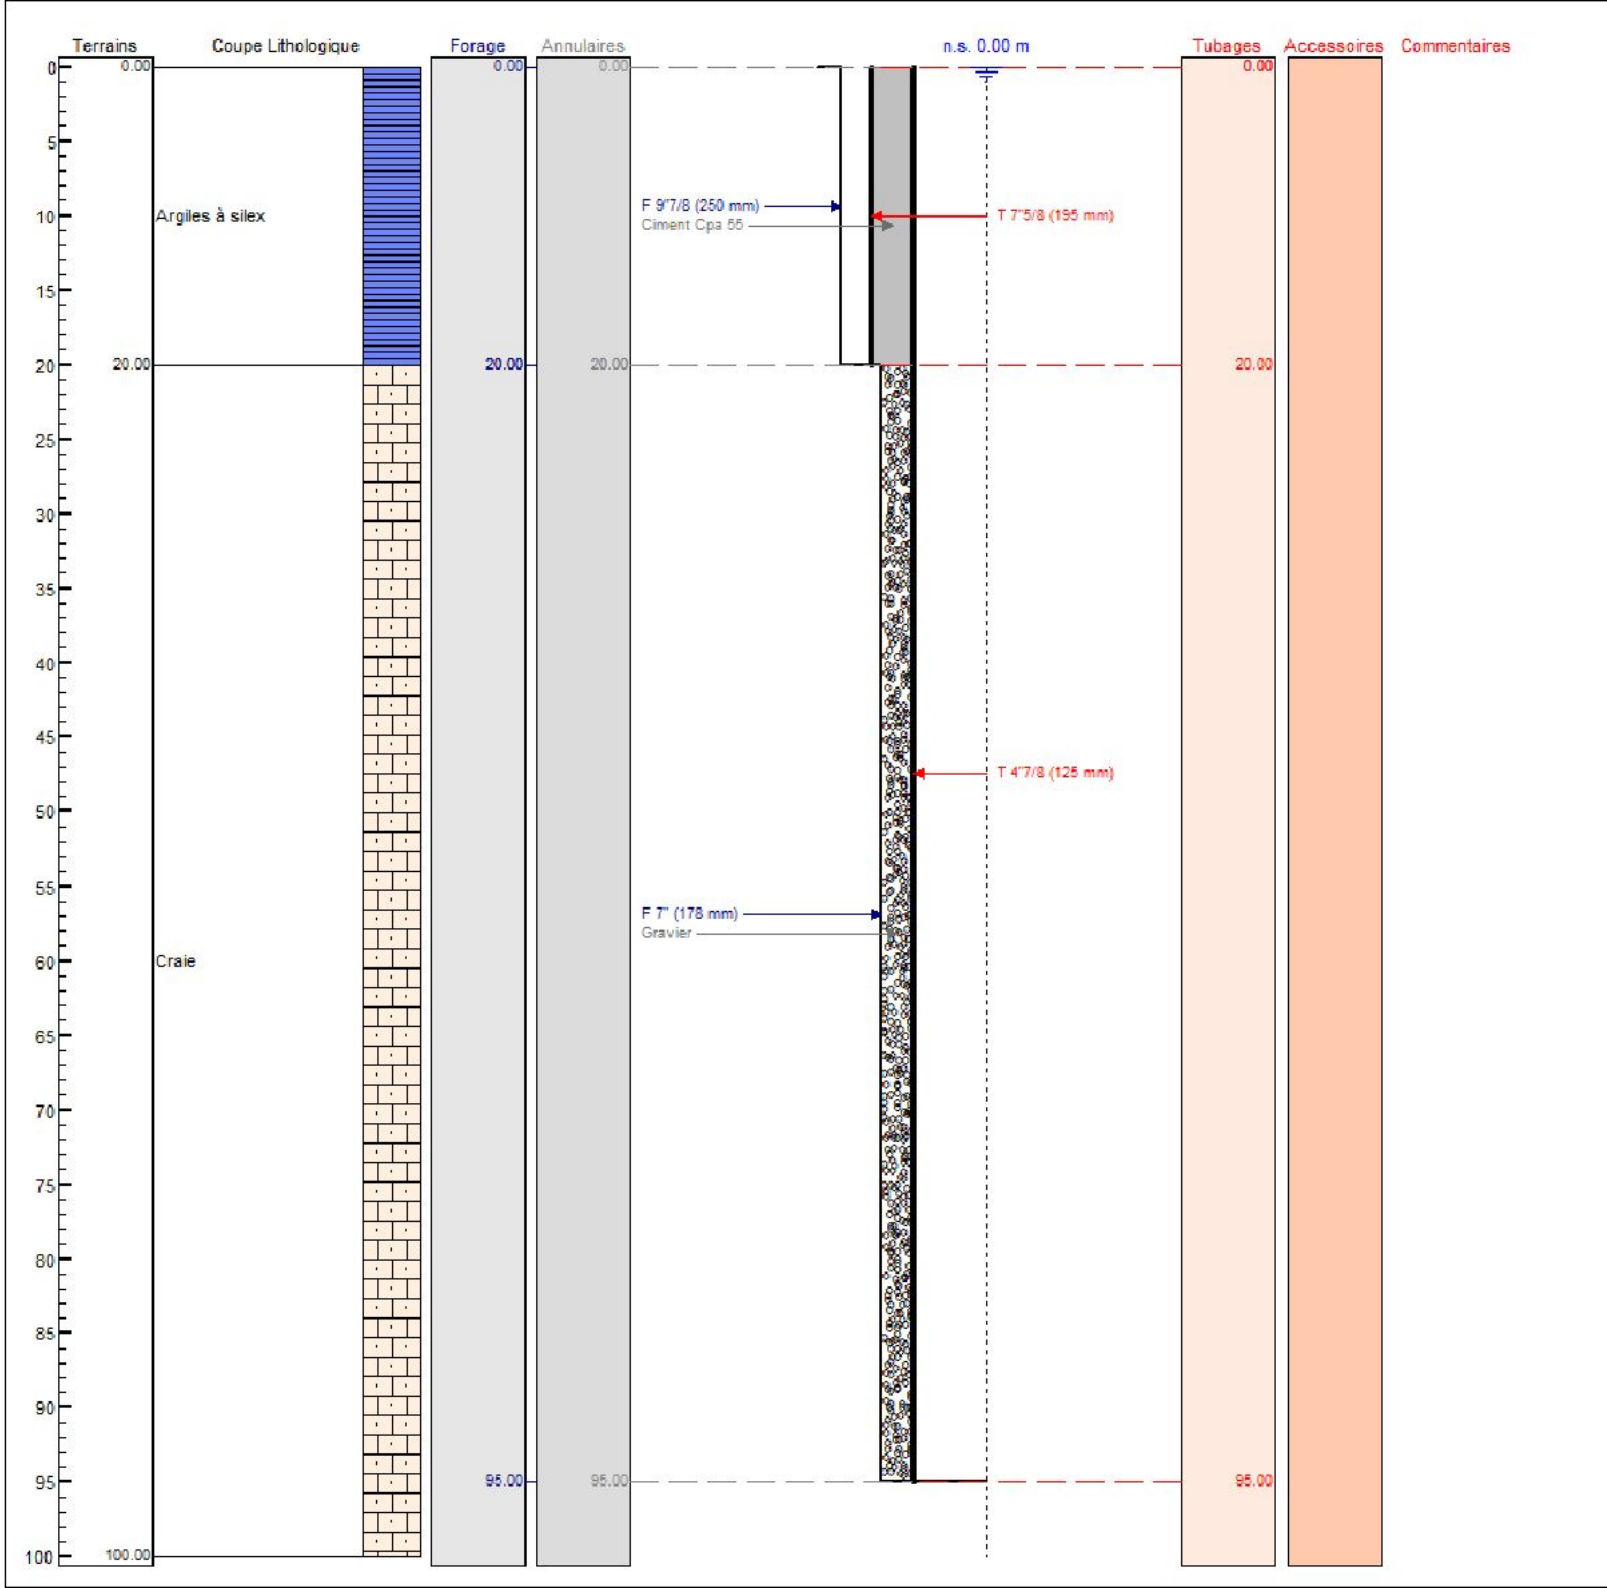 Terrains Coupe Lithologique Forage Annulaires n.s. 0.00 m Tubages Accessoires Commentaires
0 0.00 0.00 0.00 0.00
5
F 9"7/8 (250 mm)
10 Argiles à silex T 7"5/8 (195 mm)
Ciment Cpa 55
15
20 20.00 20.00 20.00 20.00
25
30
35
40
45
T 4"7/8 (125 mm)
50
55
F 7" (178 mm)
Gravier
60 Craie
65
70
75
80
85
90
95 95.00 95.00 95.00
100 100.00